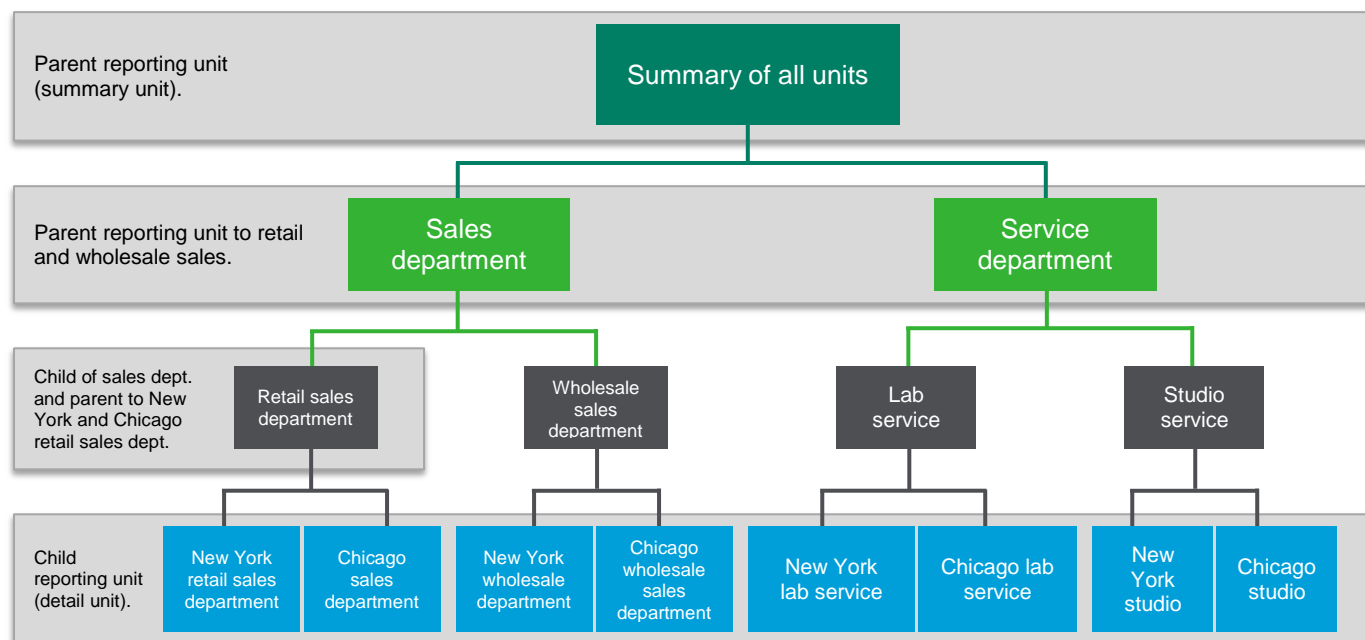 Parent reporting unit
(summary unit).
Summary of all units
Parent reporting unit to retail
and wholesale sales.
Sales
department
Service
department
Child of sales dept.
and parent to New
York and Chicago
retail sales dept.
Retail sales
department
Wholesale
sales
department
Lab
service
Studio
service
Child
reporting unit
(detail unit).
New York
retail sales
department
Chicago
sales
department
New York
wholesale
department
Chicago
wholesale
sales
department
New York
lab service
Chicago lab
service
New
York
studio
Chicago
studio